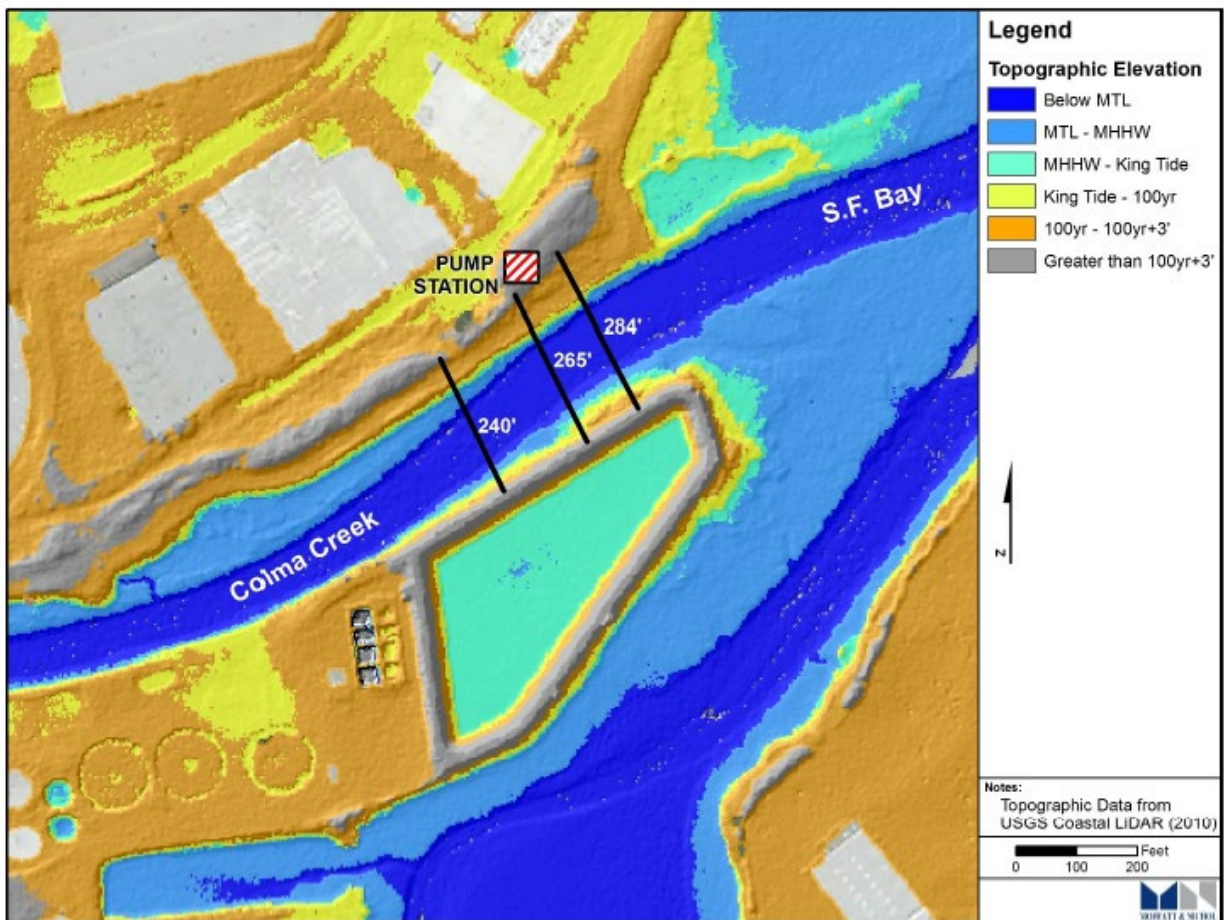 Legend
Topographic Elevation
Below MTL
MTL - MHHW
MHHW - King Tide
King Tide - 100yr
100yr - 100yr+3'
Greater than 100yr+3'
S.F. Bay
PUMP
STATION
284'
265'
240'
Colma Creek
N
Notes:
Topographic Data from
USGS Coastal LiDAR (2010)
Feet
0 100 200
MOFFATT & NICHOL